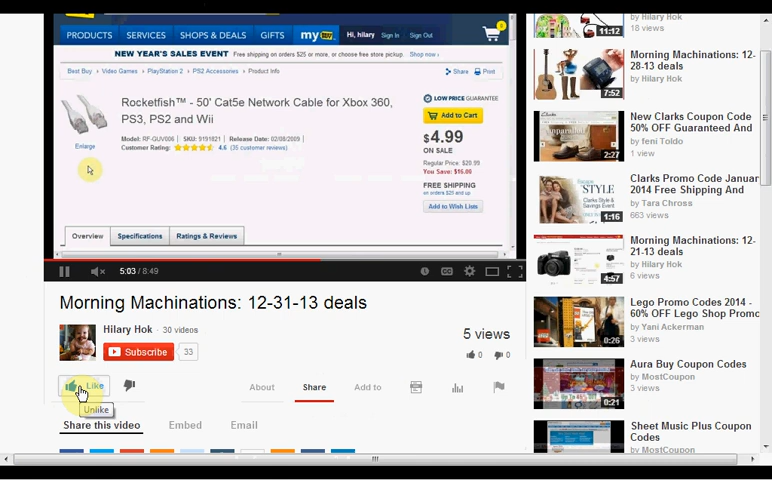 PRODUCTS SERVICES SHOPS & DEALS GIFTS my Hi, hilary Sign In Sign Out
NEW YEAR'S SALES EVENT Free shipping on orders $25 or more, or choose free store pickup. Shop now ›
Best Buy › Video Games › PlayStation 2 › PS2 Accessories › Product Info
Share Print
Rocketfish™ - 50' Cat5e Network Cable for Xbox 360,
PS3, PS2 and Wii
Model: RF-GUV006 SKU: 9191821 Release Date: 02/08/2009
Customer Rating: 4.6 (35 customer reviews)
Enlarge
LOW PRICE GUARANTEE
Add to Cart
$4.99
ON SALE
Regular Price: $20.99
You Save: $16.00
FREE SHIPPING
on orders $25 and up
Add to Wish Lists
Overview Specifications Ratings & Reviews
5:03 / 8:49
Morning Machinations: 12-31-13 deals
Hilary Hok · 30 videos
Subscribe 33
5 views
0 0
Like
Unlike
About Share Add to
Share this video Embed Email
by Hilary Hok
18 views
11:12
Morning Machinations: 12-
28-13 deals
by Hilary Hok
7:52
New Clarks Coupon Code
50% OFF Guaranteed And
by feni Toldo
1 view
2:27
Clarks Promo Code January
2014 Free Shipping And
by Tara Chross
663 views
STYLE
1:16
Morning Machinations: 12-
21-13 deals
by Hilary Hok
6 views
4:57
Lego Promo Codes 2014 -
60% OFF Lego Shop Promo
by Yani Ackerman
3 views
0:26
Aura Buy Coupon Codes
by MostCoupon
3 views
0:21
Sheet Music Plus Coupon
Codes
by MostCoupon